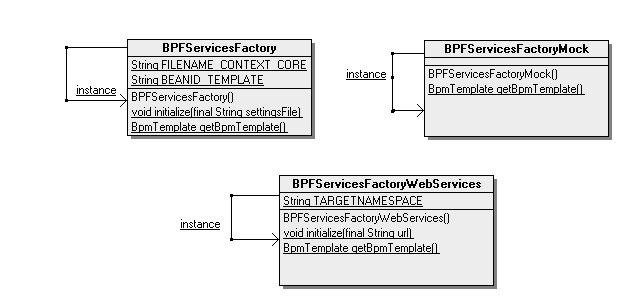 BPFServicesFactory
String FILENAME_CONTEXT_CORE
String BEANID_TEMPLATE
instance
BPFServicesFactory()
void initialize(final String settingsFile)
BpmTemplate getBpmTemplate()
BPFServicesFactoryMock
instance
BPFServicesFactoryMock()
BpmTemplate getBpmTemplate()
BPFServicesFactoryWebServices
String TARGETNAMESPACE
instance
BPFServicesFactoryWebServices()
void initialize(final String url)
BpmTemplate getBpmTemplate()